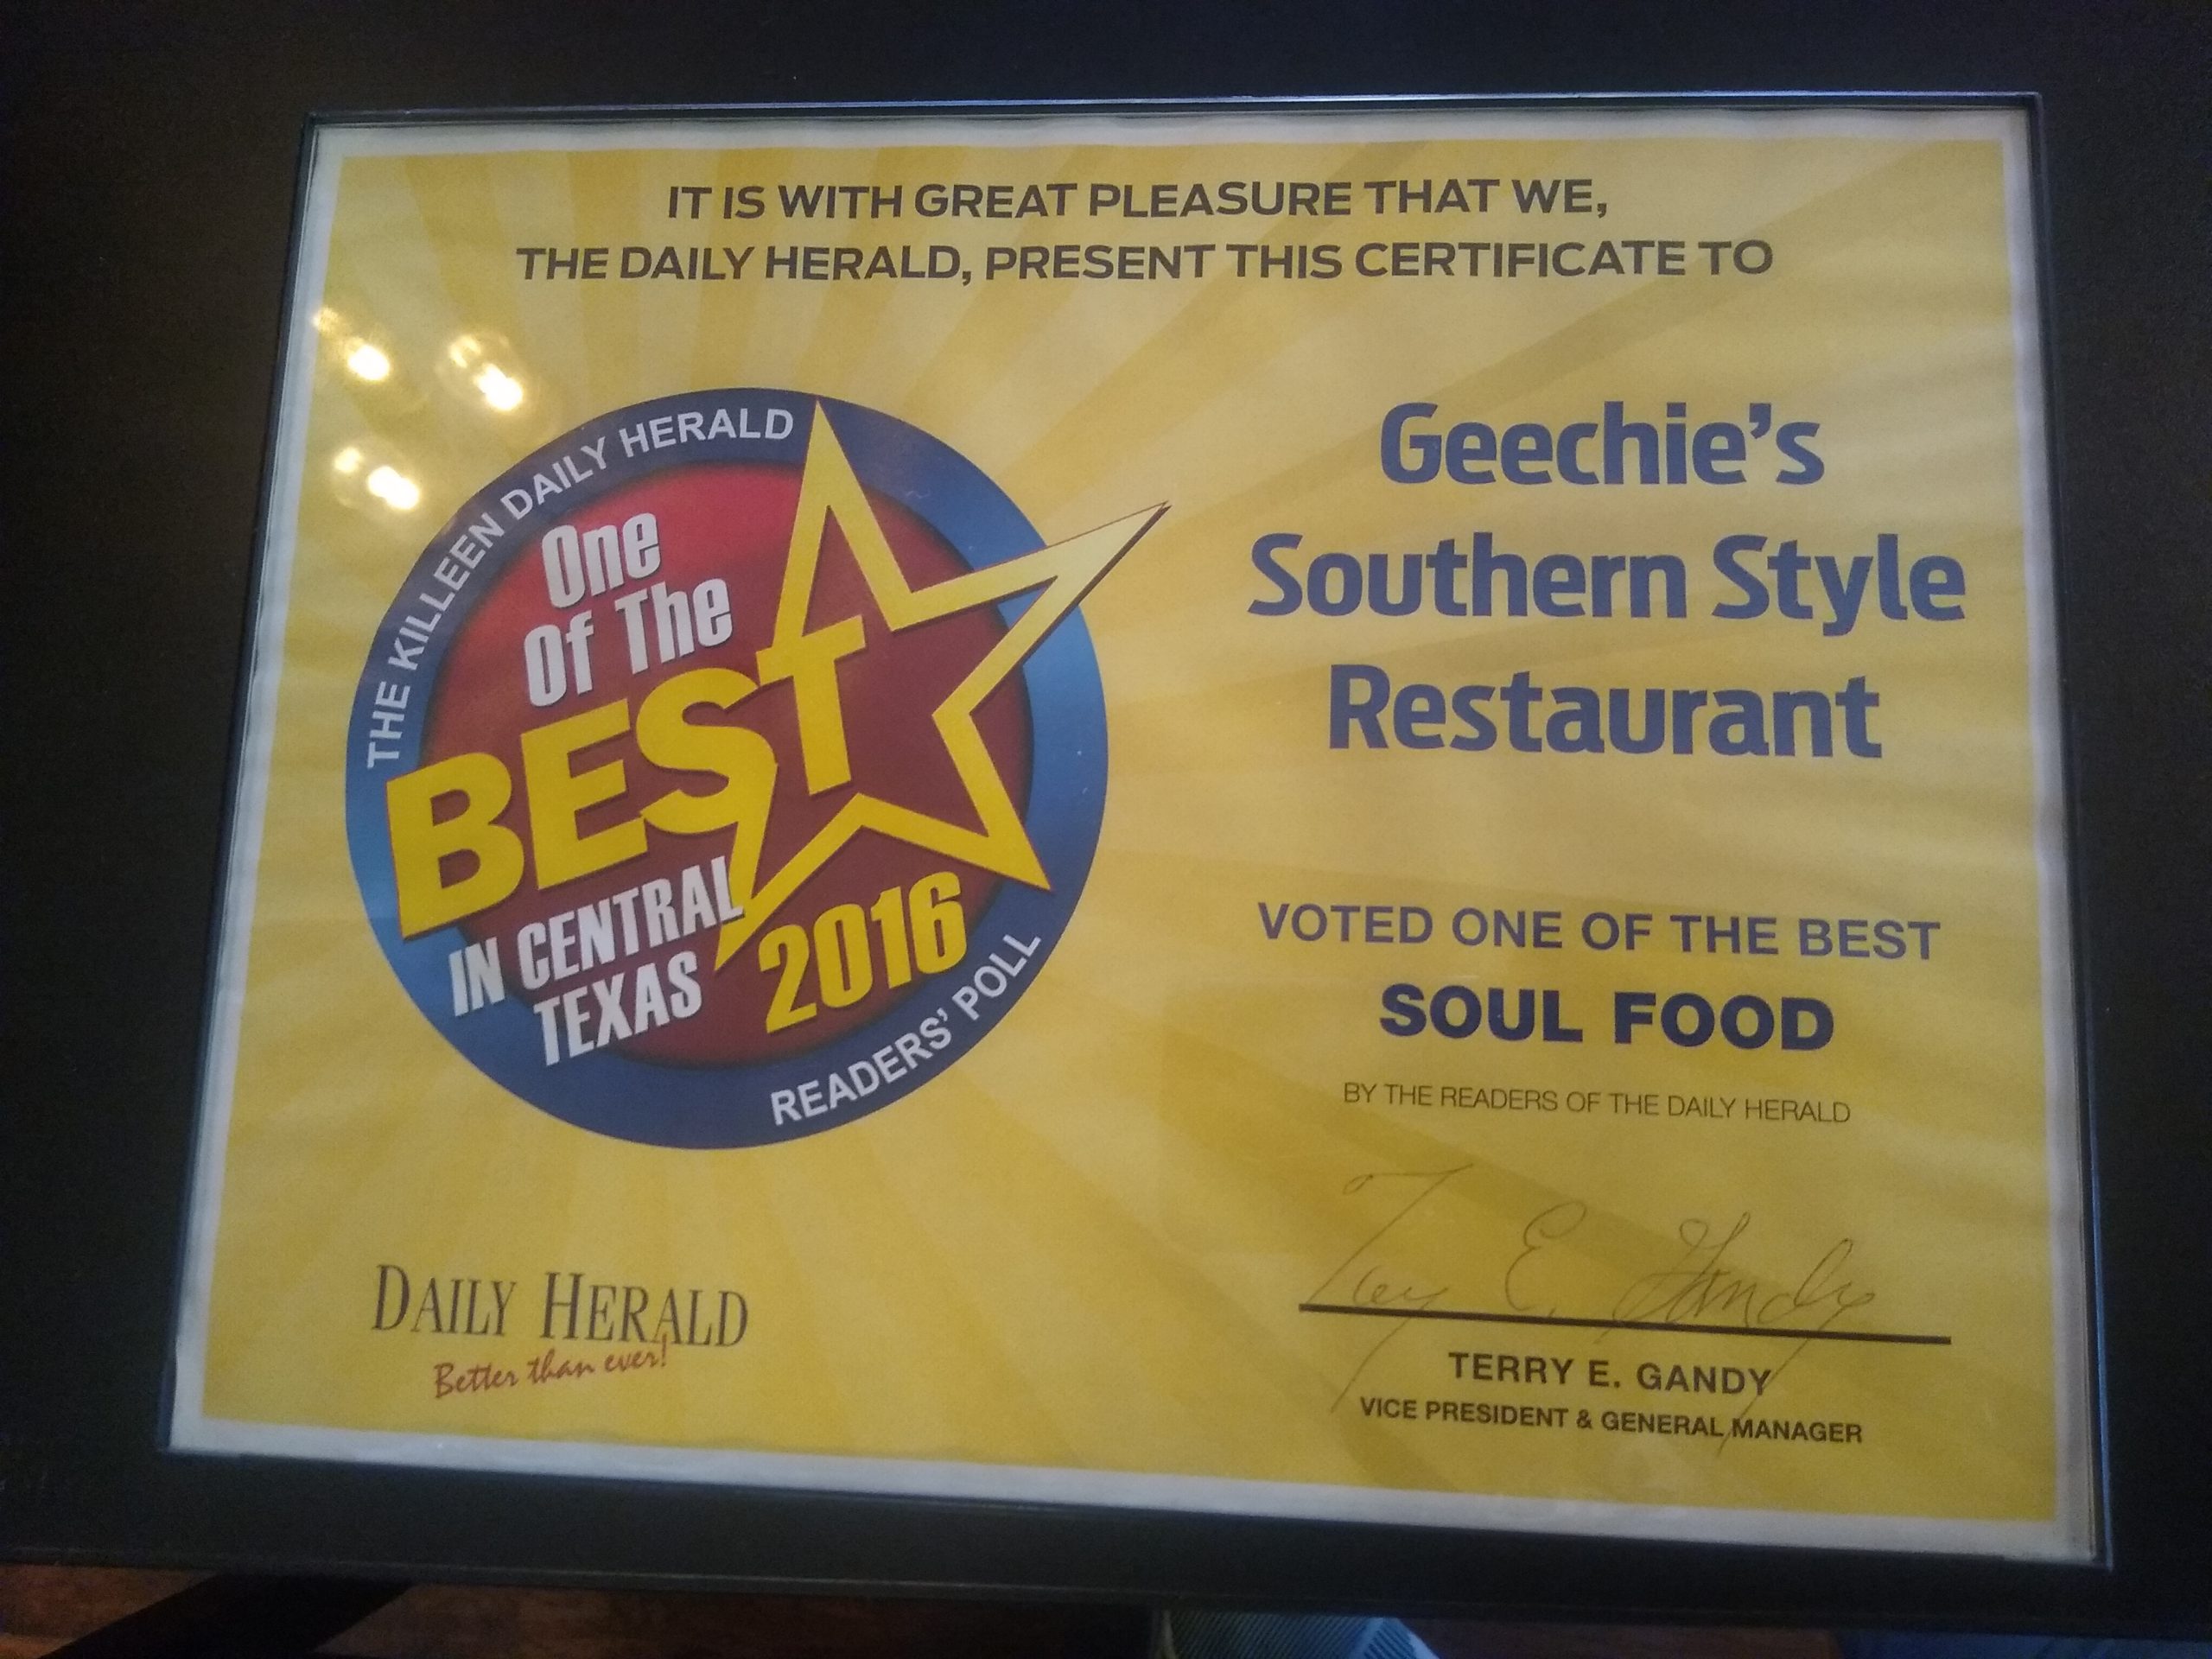 IT IS WITH GREAT PLEASURE THAT WE,
THE DAILY HERALD, PRESENT THIS CERTIFICATE TO
THE KILLEEN DAILY HERALD
One
Of The
BEST
IN CENTRAL
TEXAS
2016
READERS' POLL
Geechie's
Southern Style
Restaurant
VOTED ONE OF THE BEST
SOUL FOOD
BY THE READERS OF THE DAILY HERALD
Terry E. Gandy
TERRY E. GANDY
VICE PRESIDENT & GENERAL MANAGER
DAILY HERALD
Better than ever!